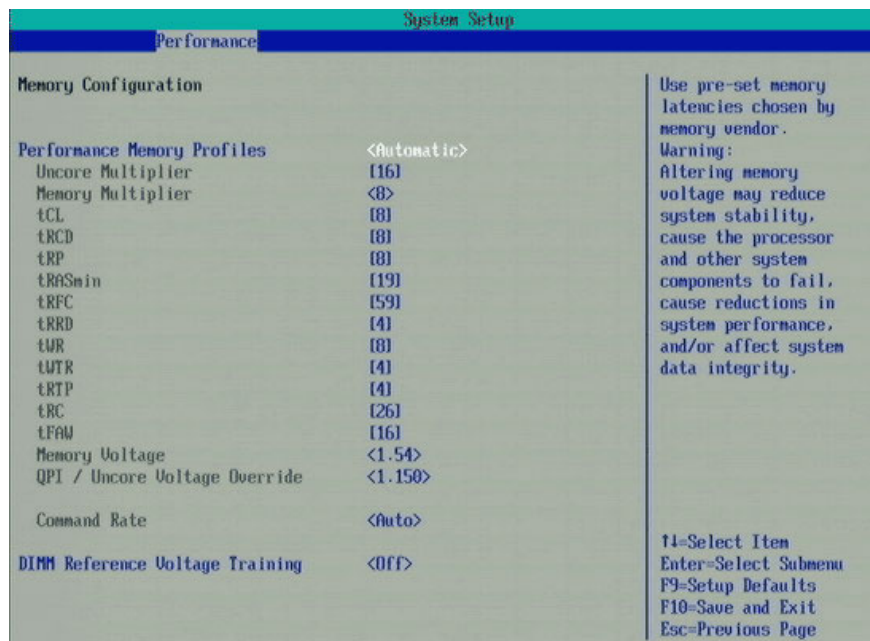 System Setup
Performance
Memory Configuration
Performance Memory Profiles <Automatic>
Uncore Multiplier [16]
Memory Multiplier <8>
tCL [8]
tRCD [8]
tRP [8]
tRASmin [19]
tRFC [59]
tRRD [4]
tWR [8]
tWTR [4]
tRTP [4]
tRC [26]
tFAW [16]
Memory Voltage <1.54>
QPI / Uncore Voltage Override <1.150>
Command Rate <Auto>
DIMM Reference Voltage Training <Off>
Use pre-set memory
latencies chosen by
memory vendor.
Warning:
Altering memory
voltage may reduce
system stability,
cause the processor
and other system
components to fail,
cause reductions in
system performance,
and/or affect system
data integrity.
↑↓=Select Item
Enter=Select Submenu
F9=Setup Defaults
F10=Save and Exit
Esc=Previous Page